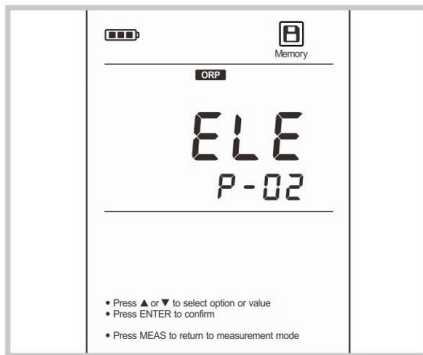 Memory
ORP
ELE
P-02
• Press ▲ or ▼ to select option or value
• Press ENTER to confirm
• Press MEAS to return to measurement mode